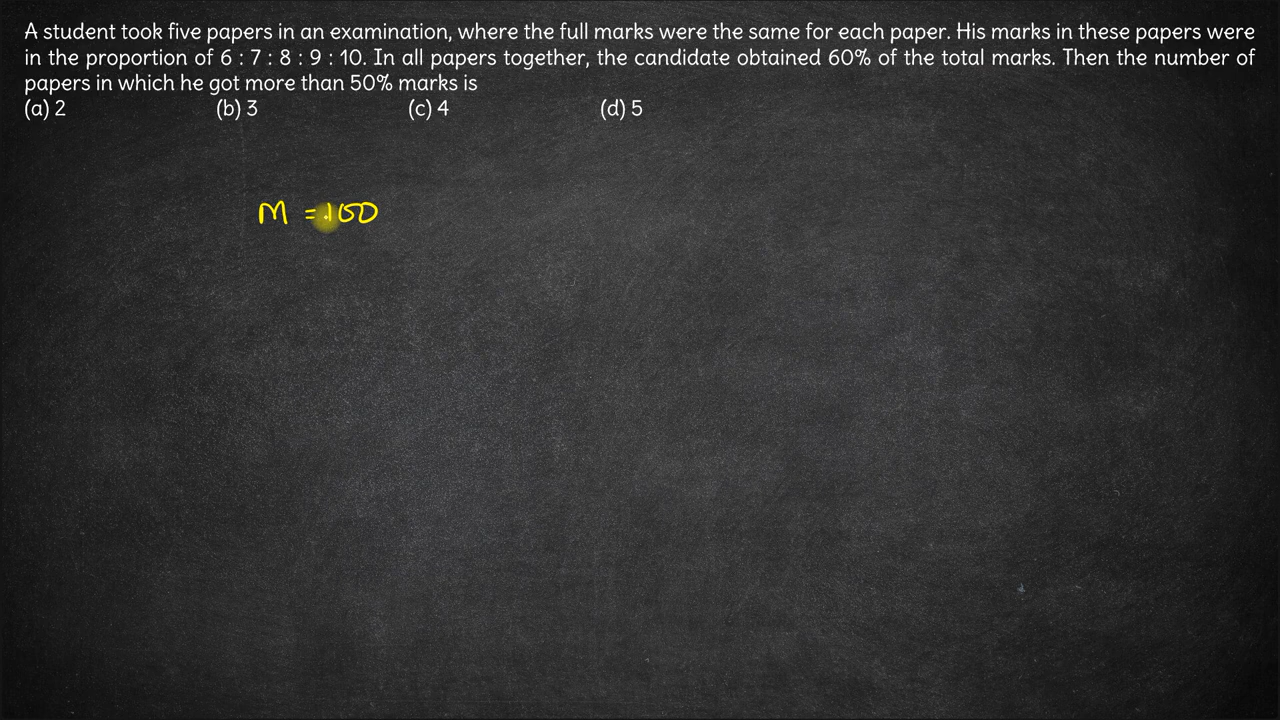 A student took five papers in an examination, where the full marks were the same for each paper. His marks in these papers were
in the proportion of 6 : 7 : 8 : 9 : 10. In all papers together, the candidate obtained 60% of the total marks. Then the number of
papers in which he got more than 50% marks is
(a) 2 (b) 3 (c) 4 (d) 5
M = 100